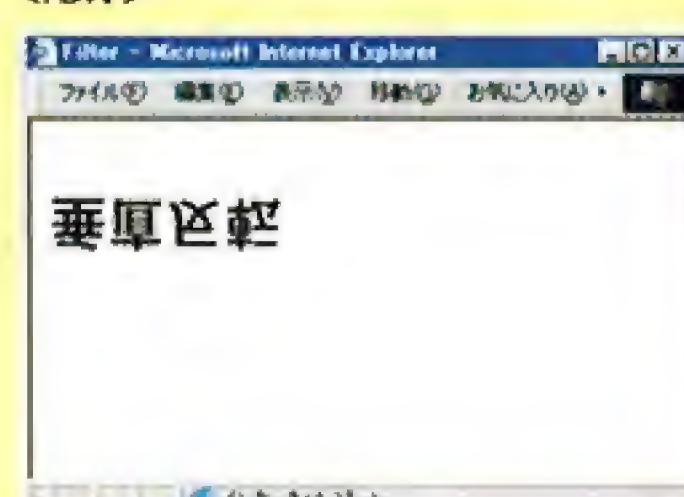 Filter - Microsoft Internet Explorer
ファイル(F) 編集(E) 表示(V) 移動(G) お気に入り(A)
垂直反転